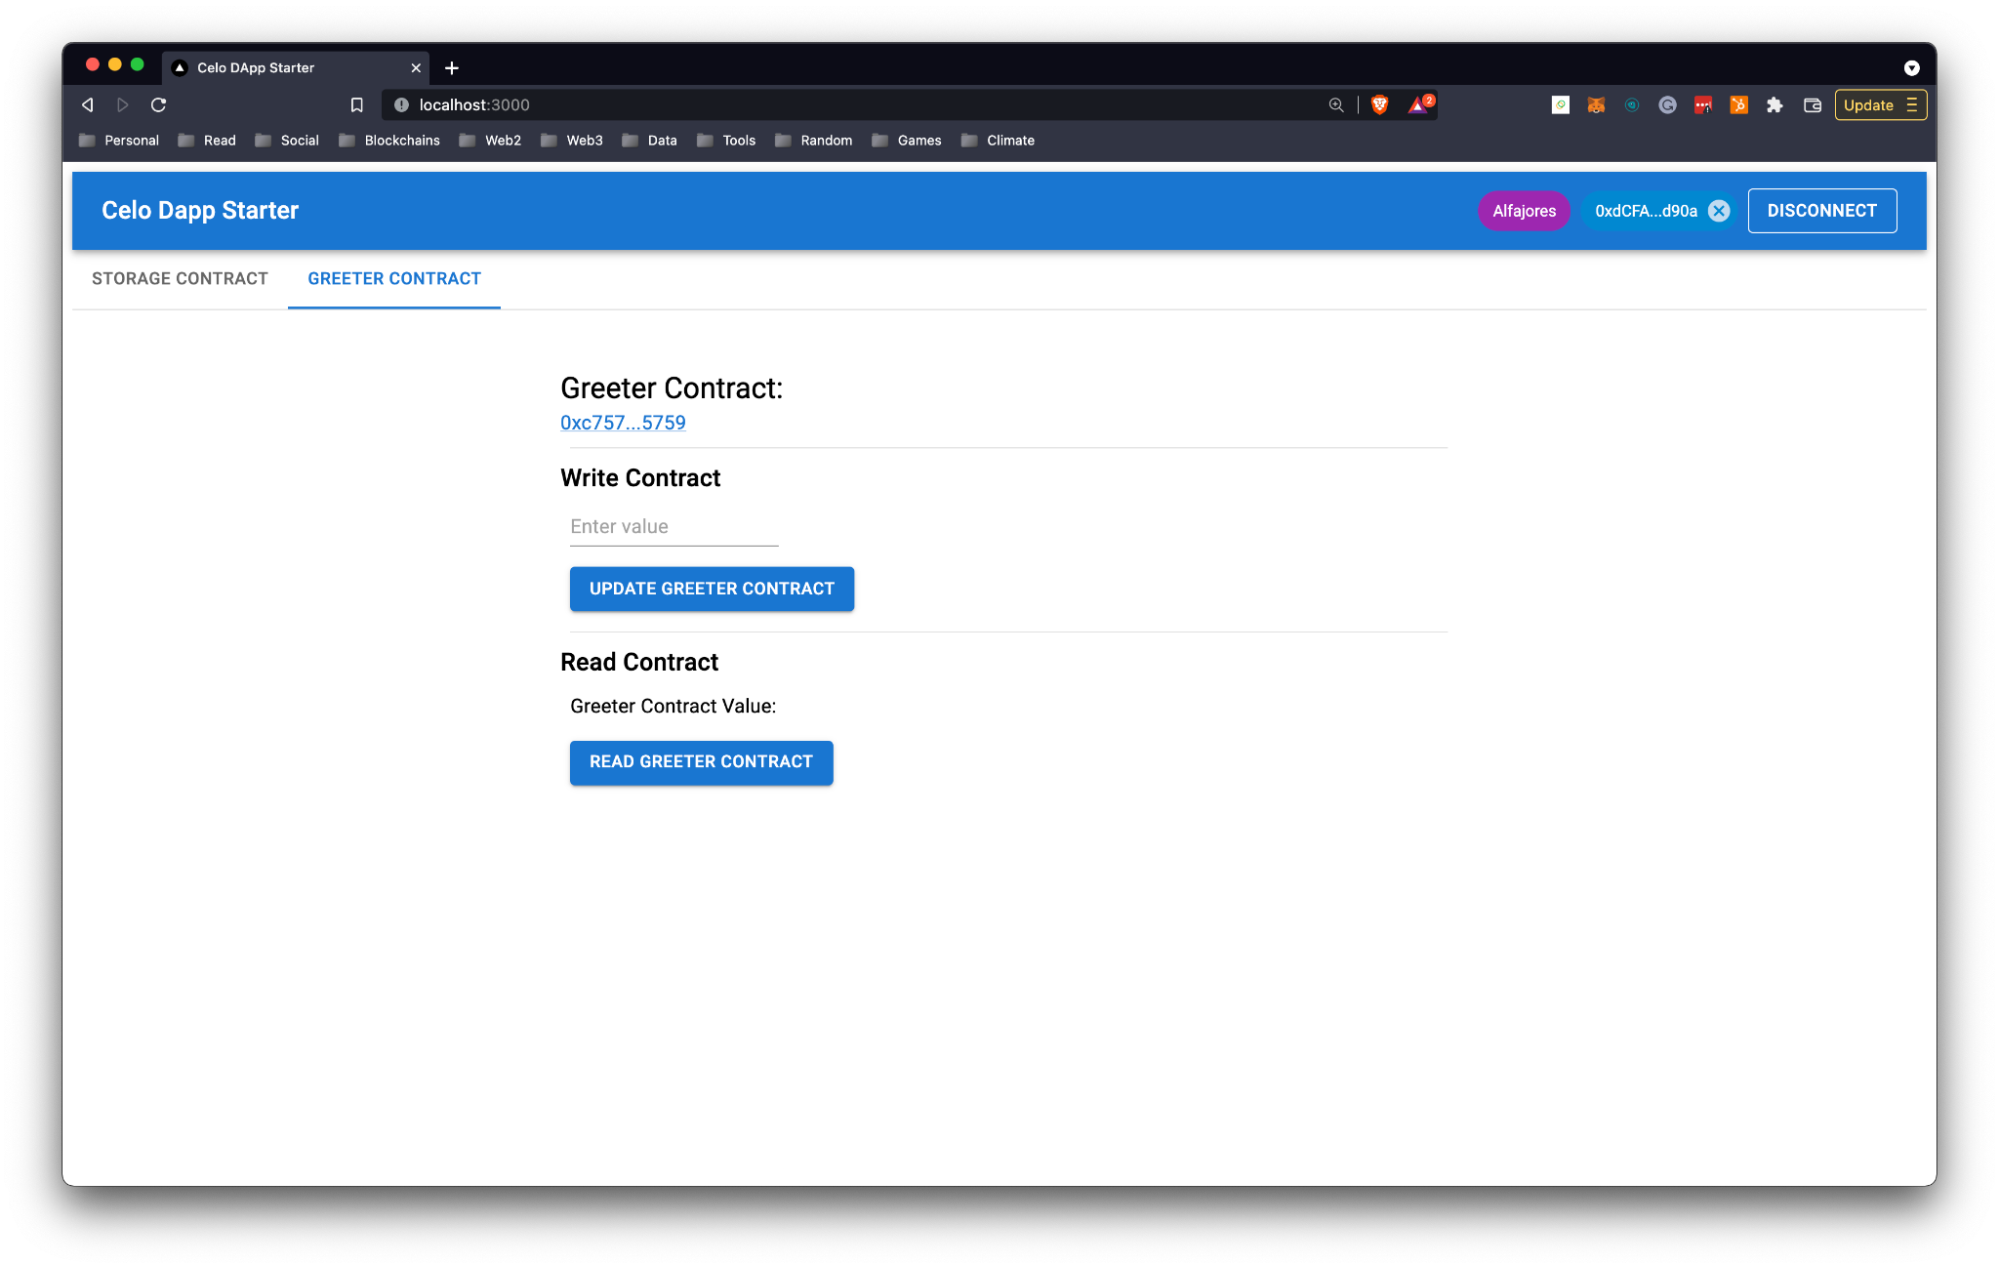 Celo DApp Starter
localhost:3000
2
Update
Personal Read Social Blockchains Web2 Web3 Data Tools Random Games Climate
Celo Dapp Starter
Alfajores
0xdCFA...d90a
DISCONNECT
STORAGE CONTRACT
GREETER CONTRACT
Greeter Contract:
0xc757...5759
Write Contract
Enter value
UPDATE GREETER CONTRACT
Read Contract
Greeter Contract Value:
READ GREETER CONTRACT